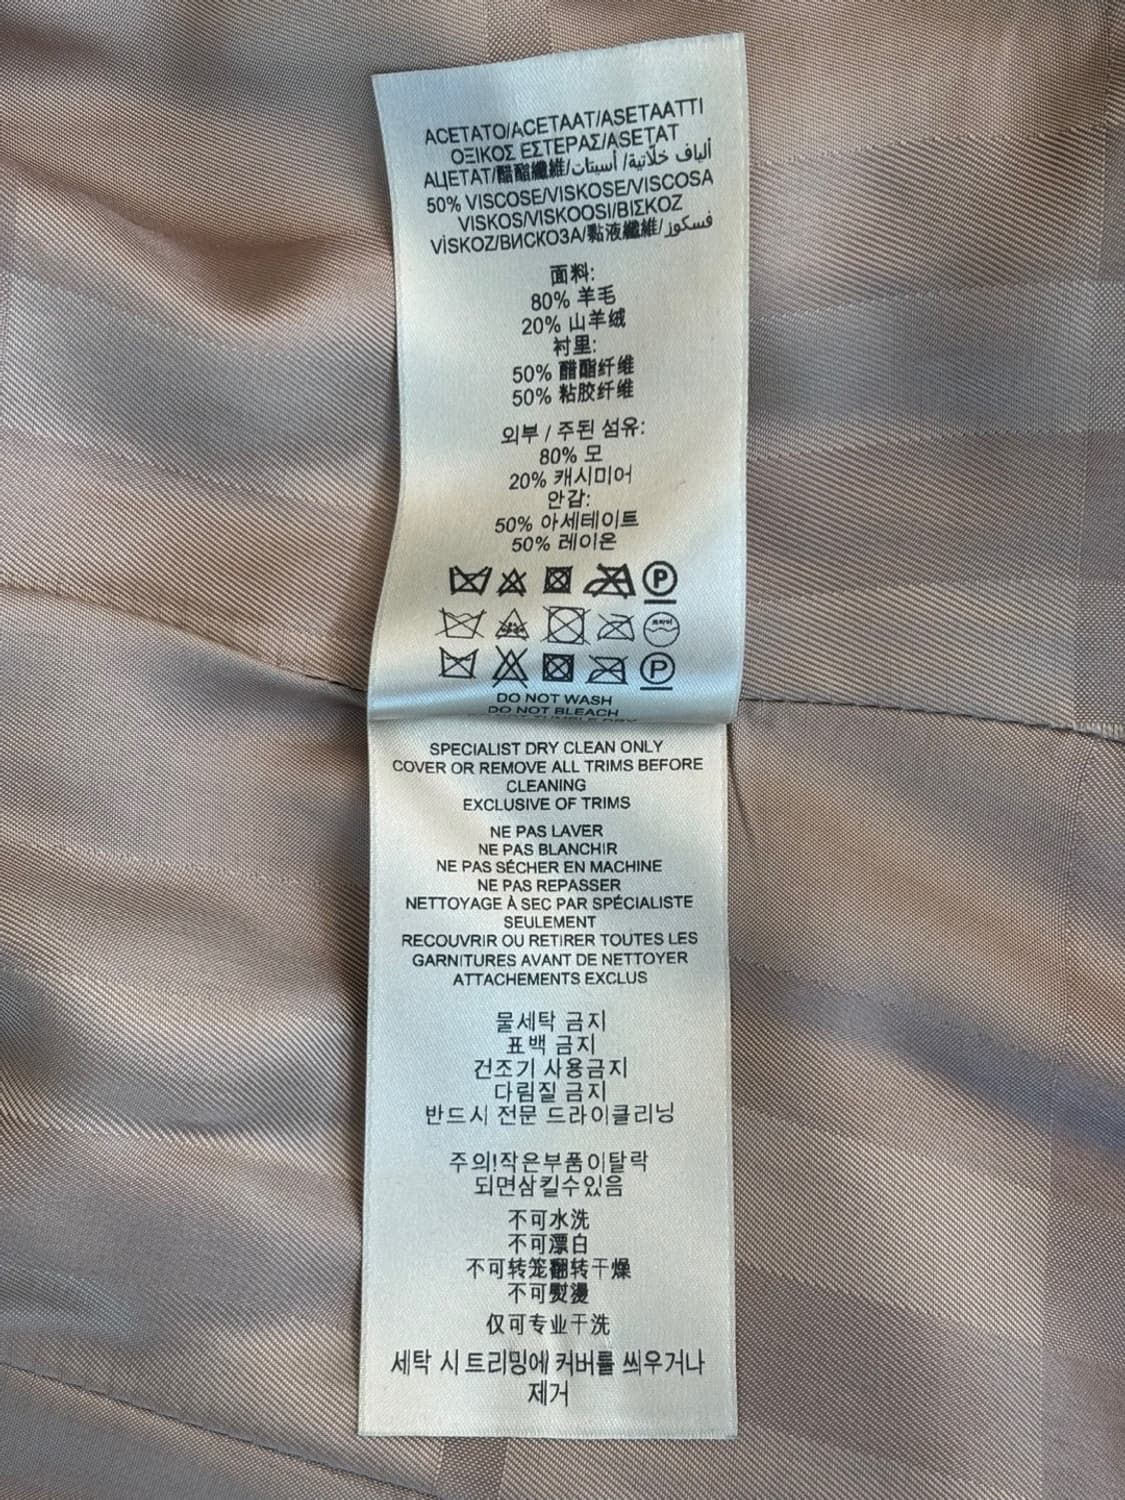 ACETATO/ACETAAT/ASETAATTI
ΟΞΙΚΟΣ ΕΣΤΕΡΑΣ/ASETAT
АЦЕТАТ/醋酯纖維/ألياف خلّاتية/ أسيتات
50% VISCOSE/VISKOSE/VISCOSA
VISKOS/VISKOOSI/ΒΙΣΚΟΖ
VİSKOZ/ВИСКОЗА/黏液纖維/فسكوز
面料:
80% 羊毛
20% 山羊绒
衬里:
50% 醋酯纤维
50% 粘胶纤维
외부 / 주된 섬유:
80% 모
20% 캐시미어
안감:
50% 아세테이트
50% 레이온
P
드라이
P
DO NOT WASH
DO NOT BLEACH
SPECIALIST DRY CLEAN ONLY
COVER OR REMOVE ALL TRIMS BEFORE
CLEANING
EXCLUSIVE OF TRIMS
NE PAS LAVER
NE PAS BLANCHIR
NE PAS SÉCHER EN MACHINE
NE PAS REPASSER
NETTOYAGE À SEC PAR SPÉCIALISTE
SEULEMENT
RECOUVRIR OU RETIRER TOUTES LES
GARNITURES AVANT DE NETTOYER
ATTACHEMENTS EXCLUS
물세탁 금지
표백 금지
건조기 사용금지
다림질 금지
반드시 전문 드라이클리닝
주의!작은부품이탈락
되면삼킬수있음
不可水洗
不可漂白
不可转笼翻转干燥
不可熨烫
仅可专业干洗
세탁 시 트리밍에 커버를 씌우거나
제거